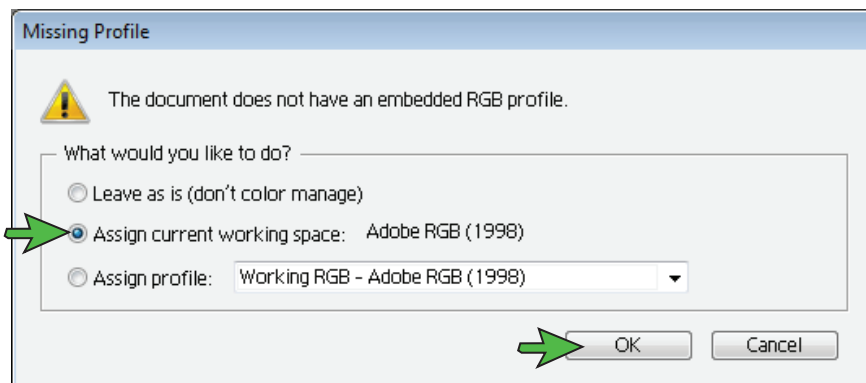 Missing Profile
The document does not have an embedded RGB profile.
What would you like to do?
Leave as is (don't color manage)
Assign current working space: Adobe RGB (1998)
Assign profile: Working RGB - Adobe RGB (1998)
OK Cancel